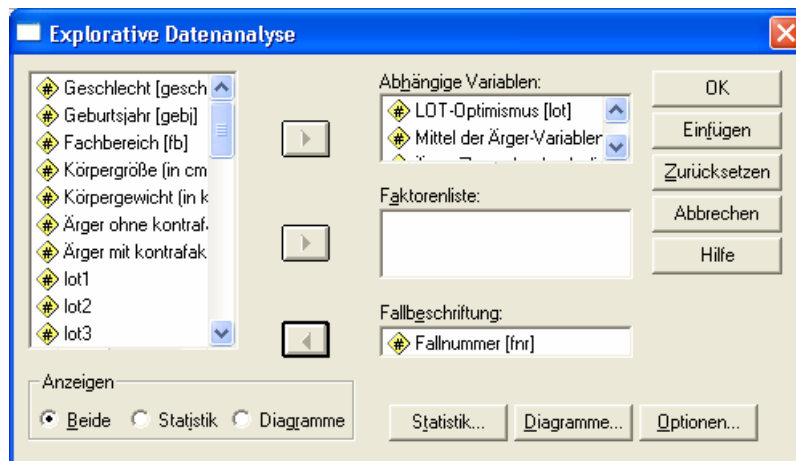 Explorative Datenanalyse
Geschlecht [gesch
Geburtsjahr [gebj]
Fachbereich [fb]
Körpergröße (in cm
Körpergewicht (in k
Ärger ohne kontraf.
Ärger mit kontrafak
lot1
lot2
lot3
Abhängige Variablen:
LOT-Optimismus [lot]
Mittel der Ärger-Variablen
Faktorenliste:
Fallbeschriftung:
Fallnummer [fnr]
OK
Einfügen
Zurücksetzen
Abbrechen
Hilfe
Anzeigen
Beide Statistik Diagramme
Statistik... Diagramme... Optionen...